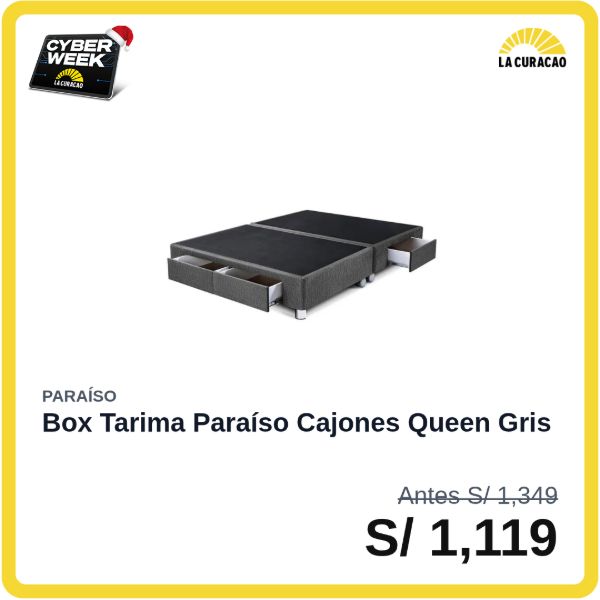 CYBER
WEEK
LA CURACAO
LA CURACAO
PARAÍSO
Box Tarima Paraíso Cajones Queen Gris
Antes S/ 1,349
S/ 1,119